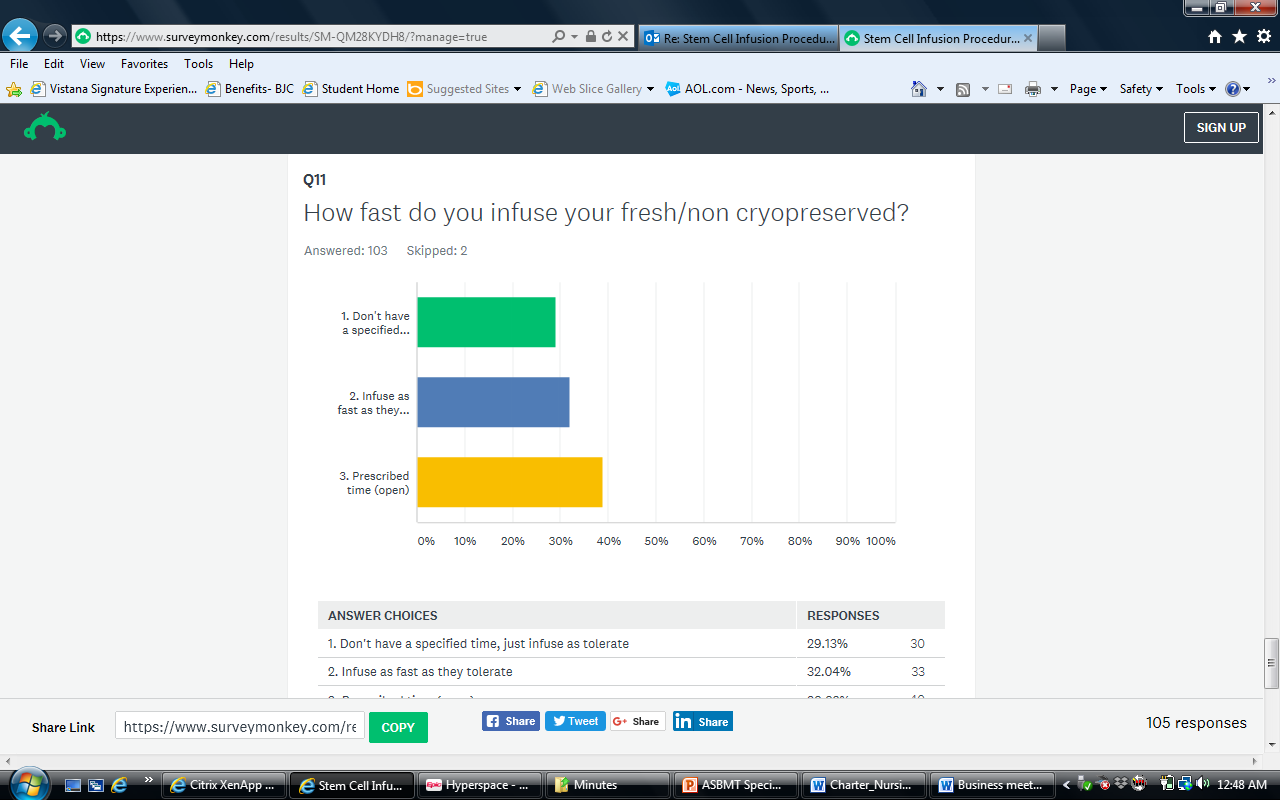 https://www.surveymonkey.com/results/SM-QM28KYDH8/?manage=true
Re: Stem Cell Infusion Procedu...
Stem Cell Infusion Procedur...
File Edit View Favorites Tools Help
Vistana Signature Experien... Benefits- BJC Student Home Suggested Sites Web Slice Gallery AOL.com - News, Sports, ... Page Safety Tools
SIGN UP
Q11
How fast do you infuse your fresh/non cryopreserved?
Answered: 103 Skipped: 2
1. Don't have
a specified...
2. Infuse as
fast as they...
3. Prescribed
time (open)
0% 10% 20% 30% 40% 50% 60% 70% 80% 90% 100%
ANSWER CHOICES RESPONSES
1. Don't have a specified time, just infuse as tolerate 29.13% 30
2. Infuse as fast as they tolerate 32.04% 33
Share Link https://www.surveymonkey.com/re COPY Share Tweet Share Share 105 responses
Citrix XenApp ... Stem Cell Infu... Hyperspace - ... Minutes ASBMT Speci... Charter_Nursi... Business meet... 12:48 AM